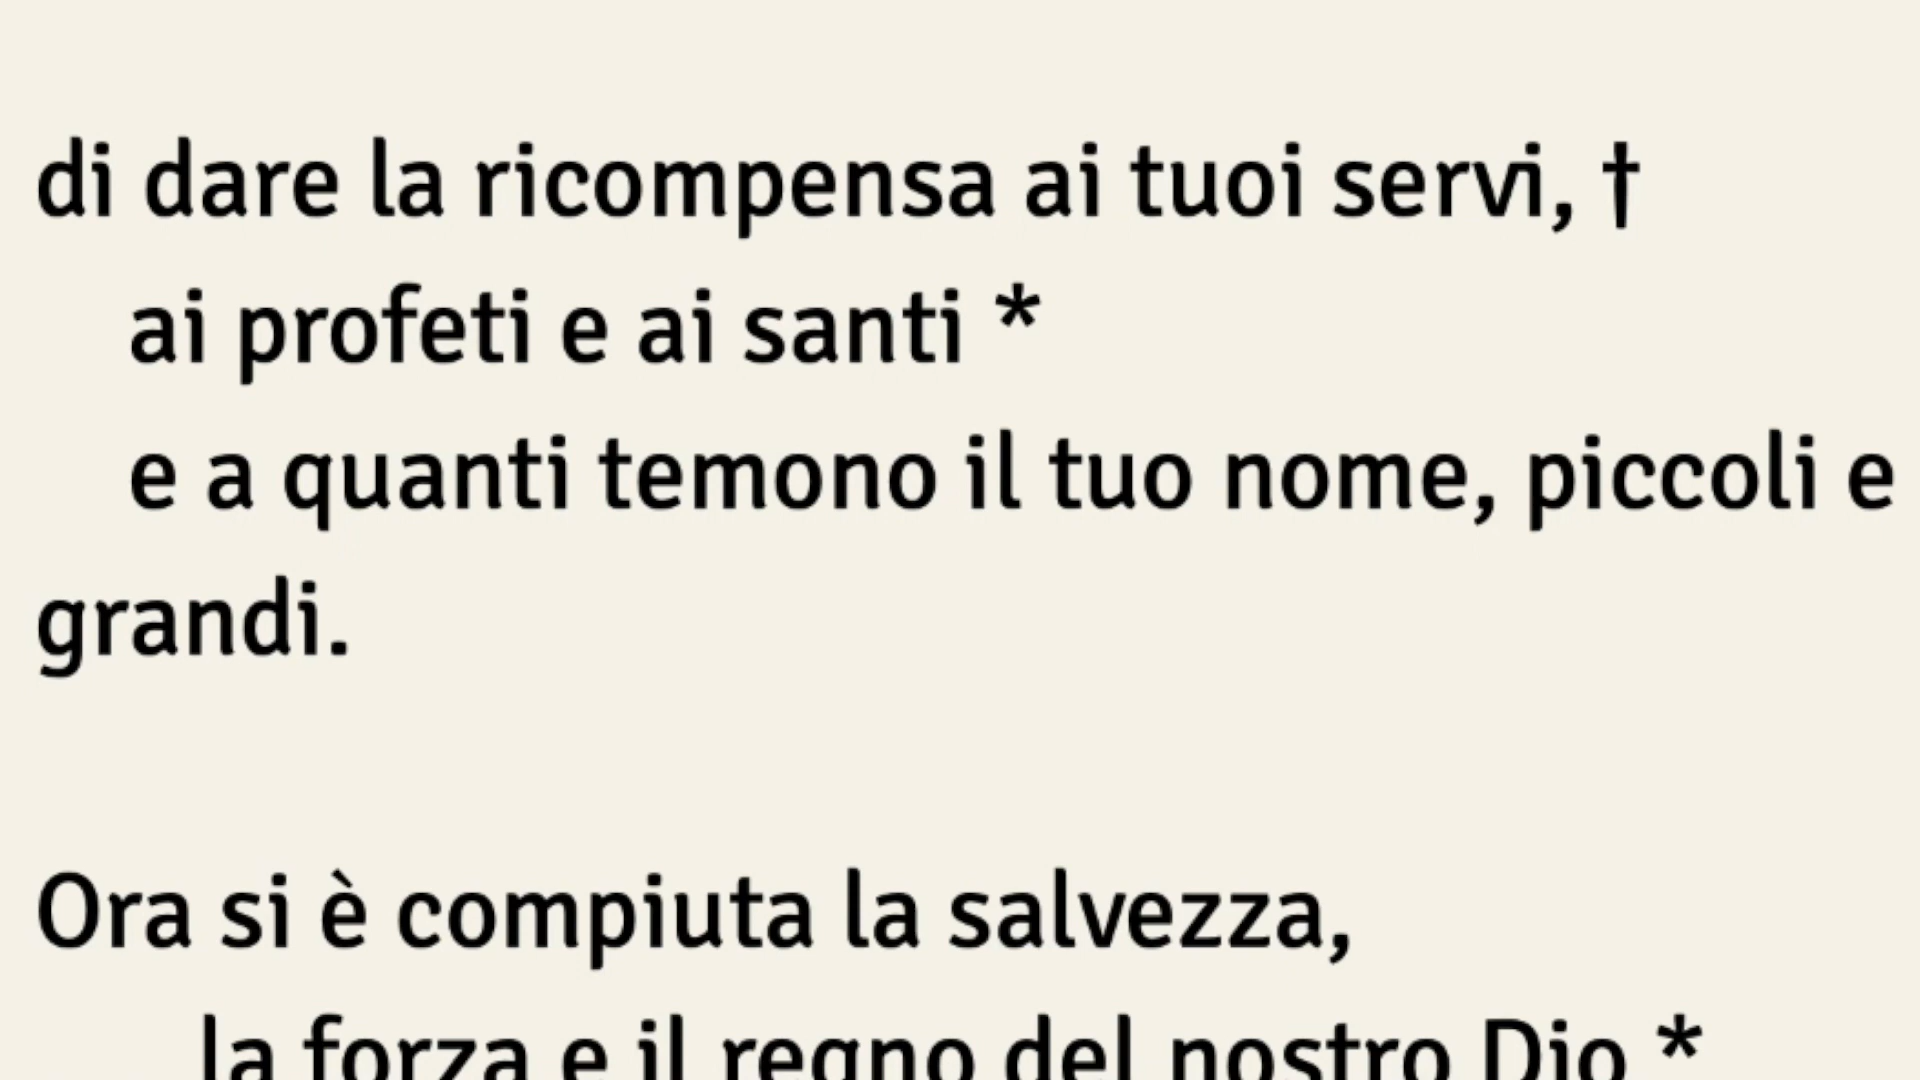 di dare la ricompensa ai tuoi servi, †
ai profeti e ai santi *
e a quanti temono il tuo nome, piccoli e
grandi.
Ora si è compiuta la salvezza,
la forza e il regno del nostro Dio *